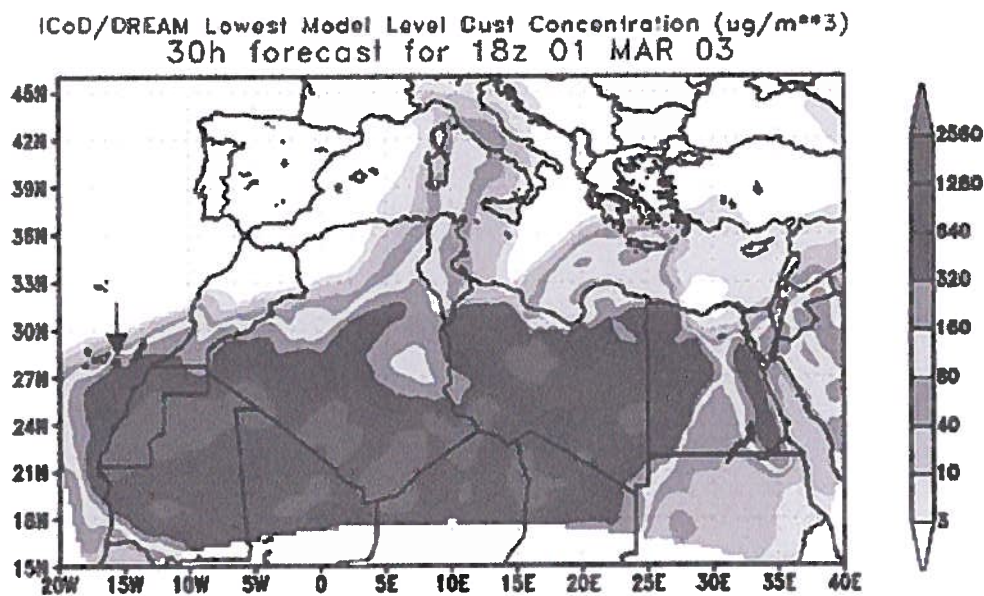 ICoD/DREAM Lowest Model Level Dust Concentration (ug/m**3)
30h forecast for 18z 01 MAR 03
45N
42N
39N
36N
33N
30N
27N
24N
21N
18N
15N
20W 15W 10W 5W 0 5E 10E 15E 20E 25E 30E 35E 40E
2560
1280
640
320
160
80
40
10
3